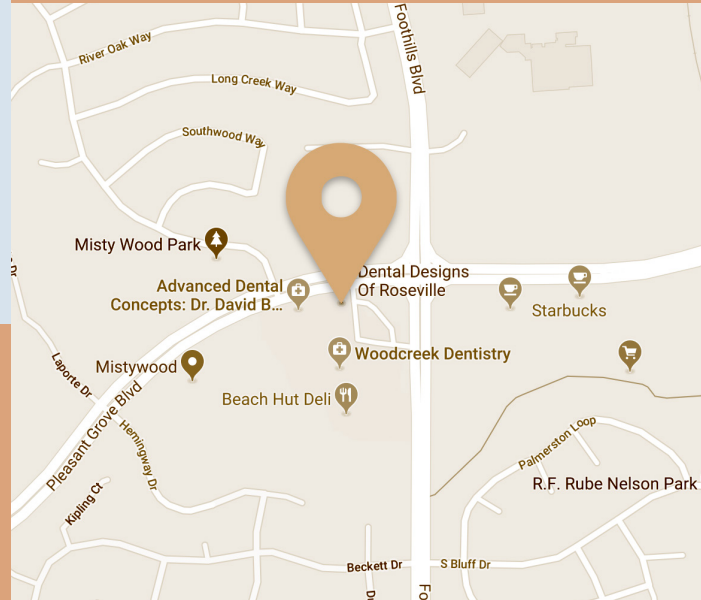 Foothills Blvd
River Oak Way
Long Creek Way
Southwood Way
Misty Wood Park
Dental Designs
Of Roseville
Advanced Dental
Concepts: Dr. David B...
Starbucks
Woodcreek Dentistry
Mistywood
Laporte Dr
Beach Hut Deli
Pleasant Grove Blvd
Hemingway Dr
Palmerston Loop
R.F. Rube Nelson Park
Kipling Ct
Beckett Dr
S Bluff Dr